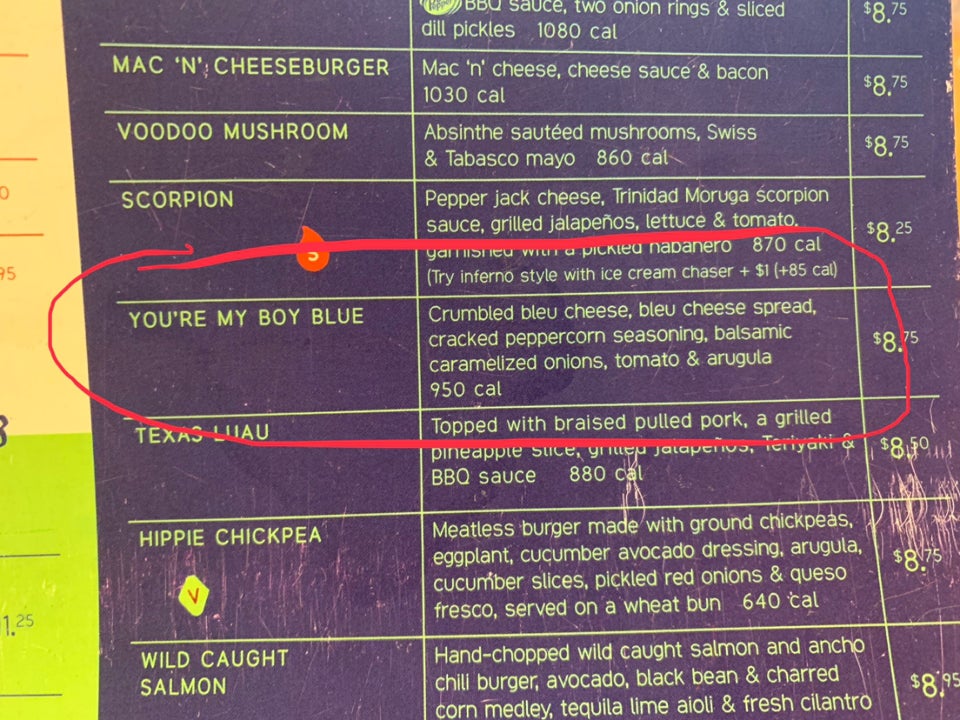 BBQ sauce, two onion rings & sliced
dill pickles 1080 cal
$8.75
MAC 'N' CHEESEBURGER
Mac 'n' cheese, cheese sauce & bacon
1030 cal
$8.75
VOODOO MUSHROOM
Absinthe sautéed mushrooms, Swiss
& Tabasco mayo 860 cal
$8.75
SCORPION
S
Pepper jack cheese, Trinidad Moruga scorpion
sauce, grilled jalapeños, lettuce & tomato,
garnished with a pickled habanero 870 cal
(Try inferno style with ice cream chaser + $1 (+85 cal)
$8.25
YOU'RE MY BOY BLUE
Crumbled bleu cheese, bleu cheese spread,
cracked peppercorn seasoning, balsamic
caramelized onions, tomato & arugula
950 cal
$8.75
TEXAS LUAU
Topped with braised pulled pork, a grilled
pineapple slice, grilled jalapeños, Teriyaki &
BBQ sauce 880 cal
$8.50
HIPPIE CHICKPEA
V
Meatless burger made with ground chickpeas,
eggplant, cucumber avocado dressing, arugula,
cucumber slices, pickled red onions & queso
fresco, served on a wheat bun 640 cal
$8.75
WILD CAUGHT
SALMON
Hand-chopped wild caught salmon and ancho
chili burger, avocado, black bean & charred
corn medley, tequila lime aioli & fresh cilantro
$8.95